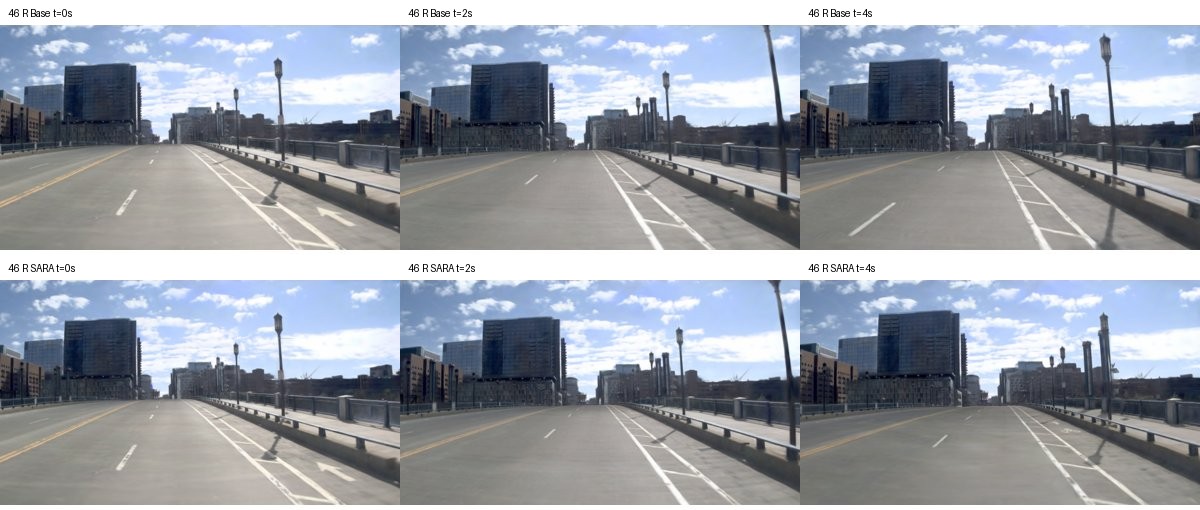 46 R Base t=0s
46 R Base t=2s
46 R Base t=4s
46 R SARA t=0s
46 R SARA t=2s
46 R SARA t=4s